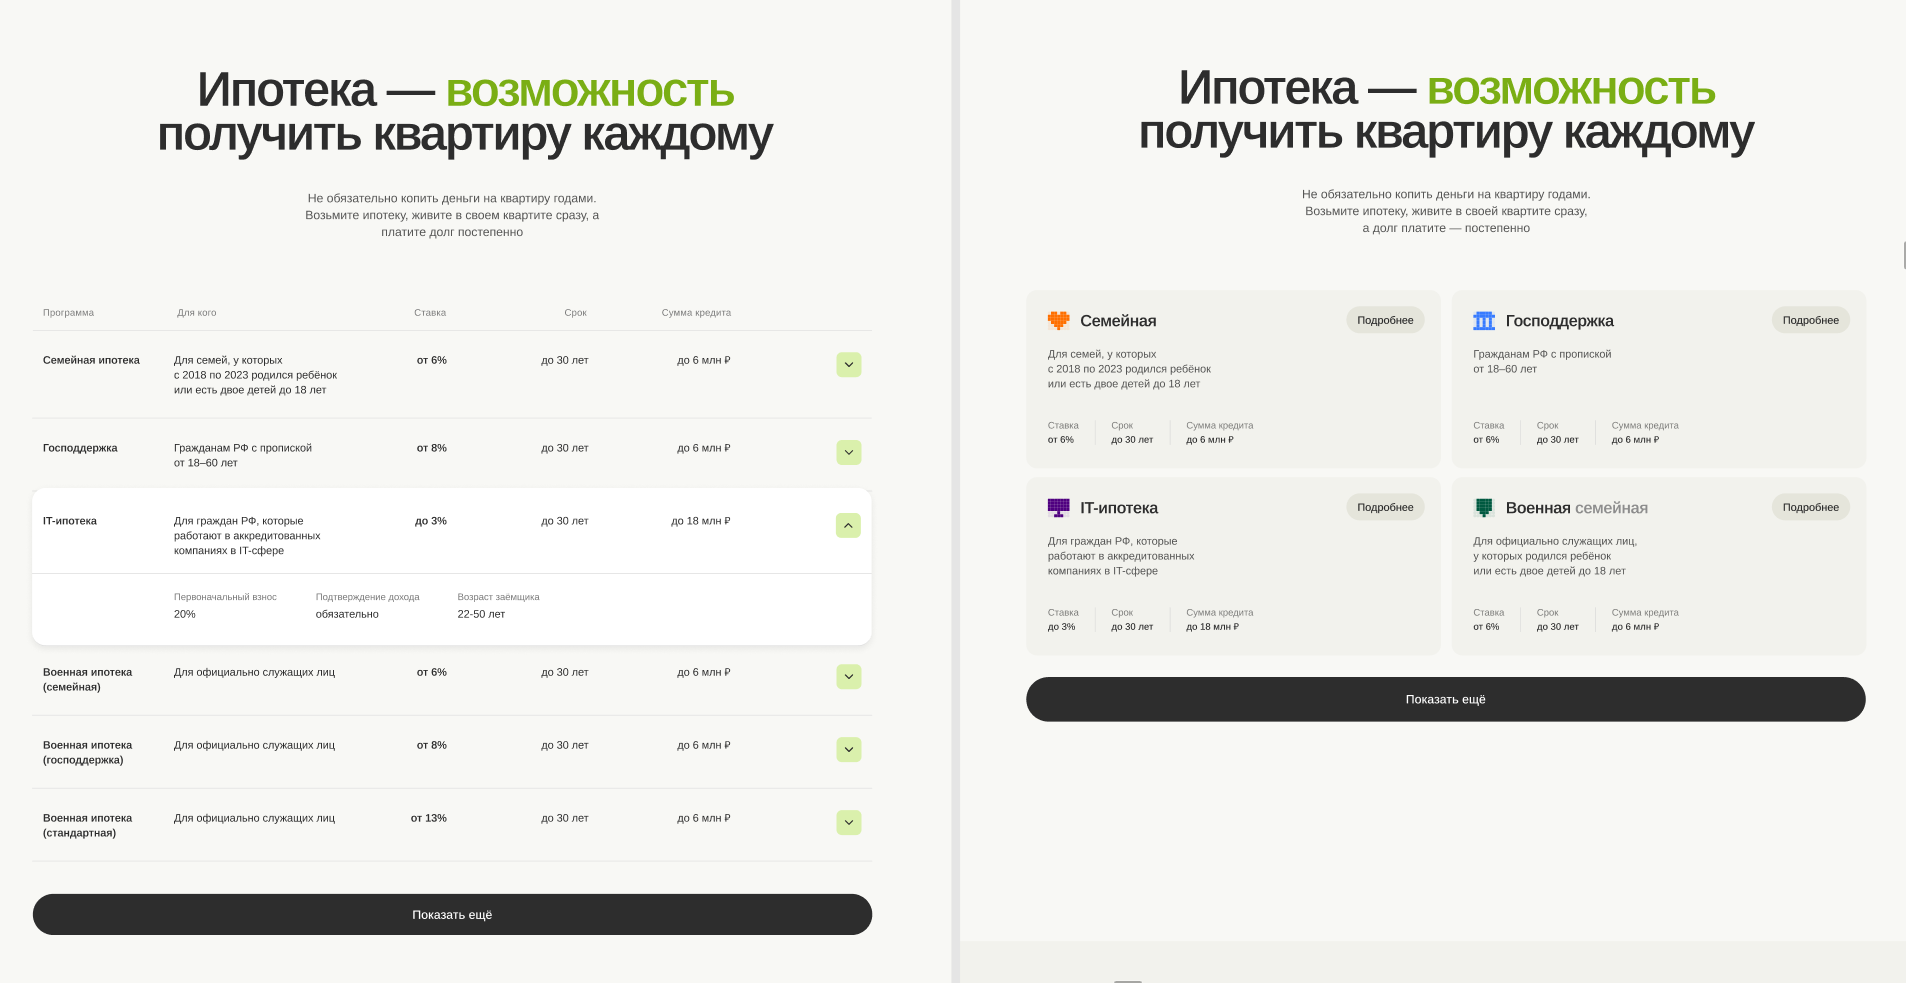 Ипотека — возможность
получить квартиру каждому
Не обязательно копить деньги на квартиру годами.
Возьмите ипотеку, живите в своем квартите сразу, а
платите долг постепенно
Программа
Для кого
Ставка
Срок
Сумма кредита
Семейная ипотека
Для семей, у которых
с 2018 по 2023 родился ребёнок
или есть двое детей до 18 лет
от 6%
до 30 лет
до 6 млн ₽
Господдержка
Гражданам РФ с пропиской
от 18–60 лет
от 8%
до 30 лет
до 6 млн ₽
IT-ипотека
Для граждан РФ, которые
работают в аккредитованных
компаниях в IT-сфере
до 3%
до 30 лет
до 18 млн ₽
Первоначальный взнос
20%
Подтверждение дохода
обязательно
Возраст заёмщика
22-50 лет
Военная ипотека
(семейная)
Для официально служащих лиц
от 6%
до 30 лет
до 6 млн ₽
Военная ипотека
(господдержка)
Для официально служащих лиц
от 8%
до 30 лет
до 6 млн ₽
Военная ипотека
(стандартная)
Для официально служащих лиц
от 13%
до 30 лет
до 6 млн ₽
Показать ещё
Ипотека — возможность
получить квартиру каждому
Не обязательно копить деньги на квартиру годами.
Возьмите ипотеку, живите в своей квартите сразу,
а долг платите — постепенно
Семейная
Подробнее
Для семей, у которых
с 2018 по 2023 родился ребёнок
или есть двое детей до 18 лет
Ставка
от 6%
Срок
до 30 лет
Сумма кредита
до 6 млн ₽
Господдержка
Подробнее
Гражданам РФ с пропиской
от 18–60 лет
Ставка
от 6%
Срок
до 30 лет
Сумма кредита
до 6 млн ₽
IT-ипотека
Подробнее
Для граждан РФ, которые
работают в аккредитованных
компаниях в IT-сфере
Ставка
до 3%
Срок
до 30 лет
Сумма кредита
до 18 млн ₽
Военная семейная
Подробнее
Для официально служащих лиц,
у которых родился ребёнок
или есть двое детей до 18 лет
Ставка
от 6%
Срок
до 30 лет
Сумма кредита
до 6 млн ₽
Показать ещё